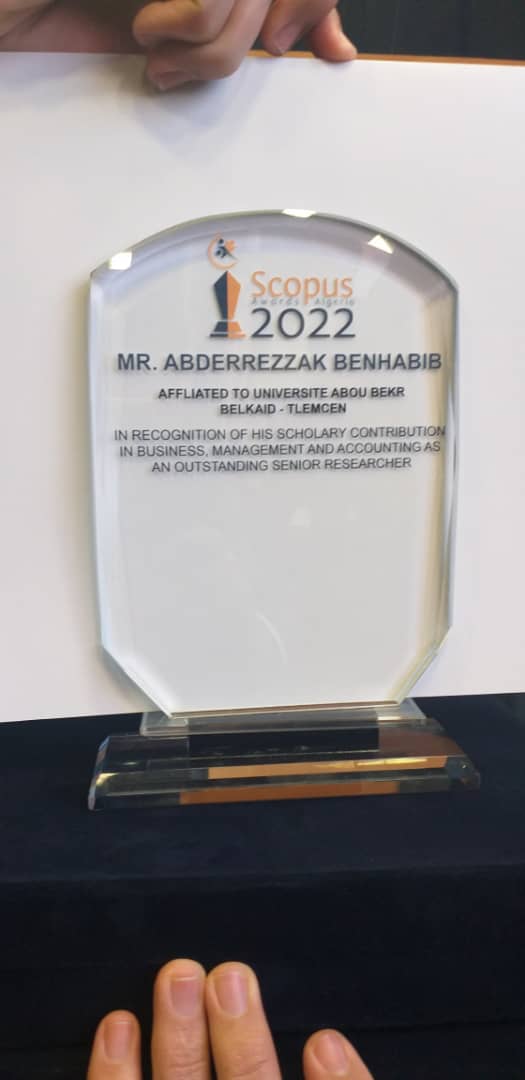 Scopus
Awards Algeria
2022
MR. ABDERREZZAK BENHABIB
AFFLIATED TO UNIVERSITE ABOU BEKR
BELKAID - TLEMCEN
IN RECOGNITION OF HIS SCHOLARY CONTRIBUTION
IN BUSINESS, MANAGEMENT AND ACCOUNTING AS
AN OUTSTANDING SENIOR RESEARCHER